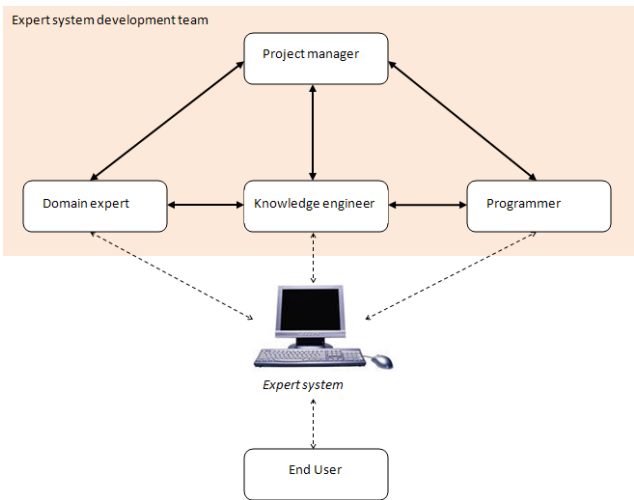 Expert system development team
Project manager
Domain expert
Knowledge engineer
Programmer
Expert system
End User